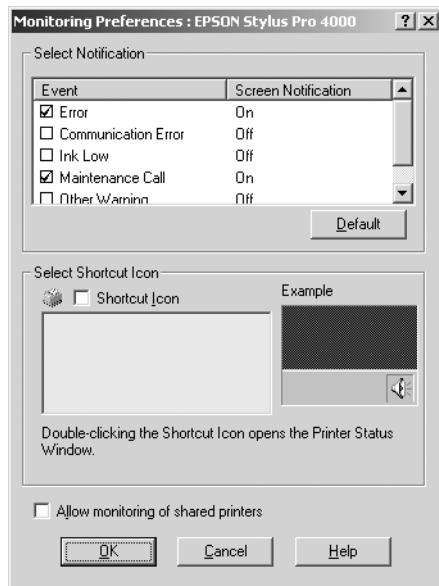 Monitoring Preferences : EPSON Stylus Pro 4000
Select Notification
Event Screen Notification
Error On
Communication Error Off
Ink Low Off
Maintenance Call On
Other Warning Off
Default
Select Shortcut Icon
Shortcut Icon Example
Double-clicking the Shortcut Icon opens the Printer Status
Window.
Allow monitoring of shared printers
OK Cancel Help